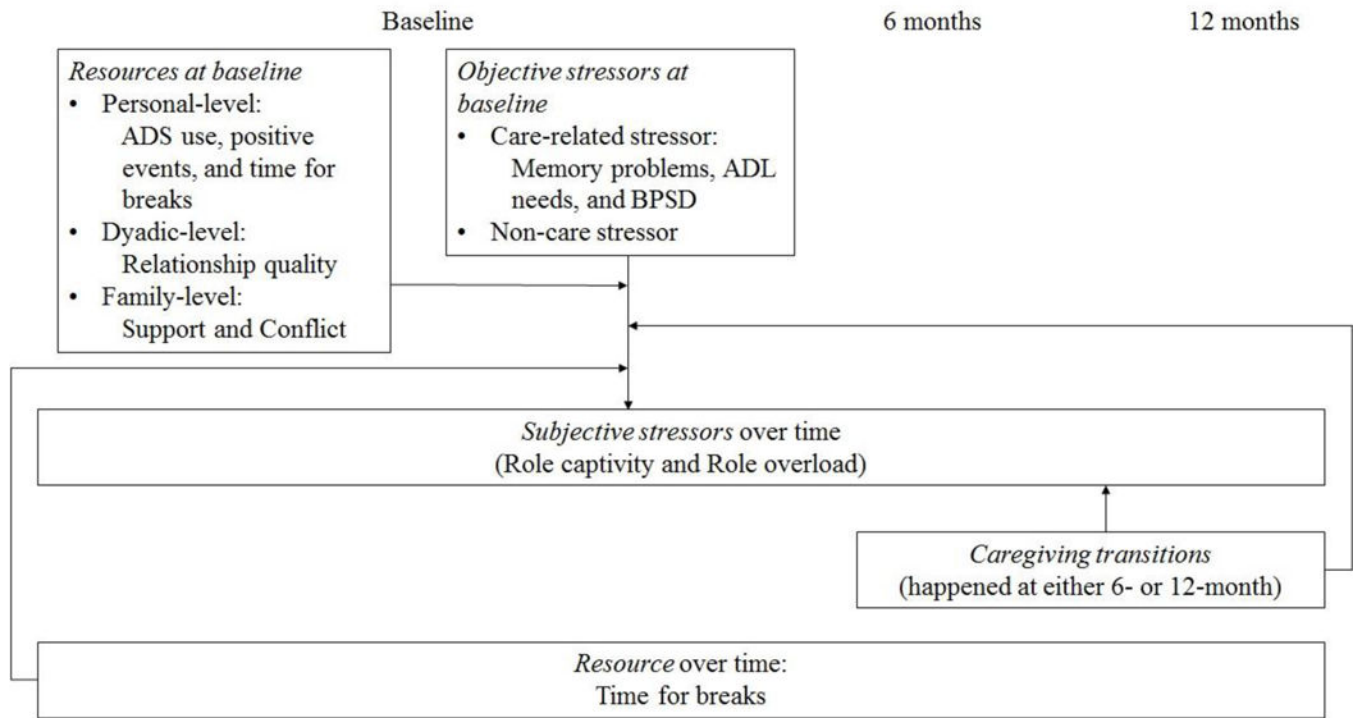 Baseline
6 months
12 months
Resources at baseline
• Personal-level:
ADS use, positive
events, and time for
breaks
• Dyadic-level:
Relationship quality
• Family-level:
Support and Conflict
Objective stressors at
baseline
• Care-related stressor:
Memory problems, ADL
needs, and BPSD
• Non-care stressor
Subjective stressors over time
(Role captivity and Role overload)
Caregiving transitions
(happened at either 6- or 12-month)
Resource over time:
Time for breaks